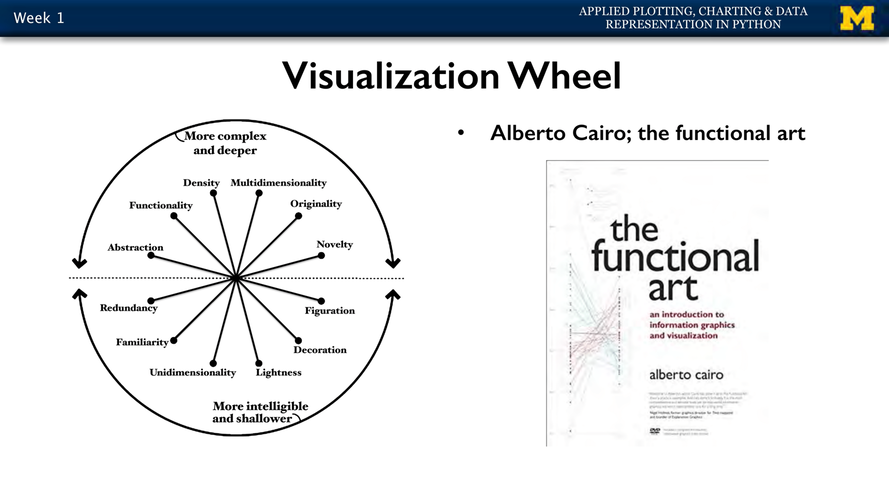 Week 1
APPLIED PLOTTING, CHARTING & DATA
REPRESENTATION IN PYTHON
M
Visualization Wheel
More complex
and deeper
Density
Multidimensionality
Functionality
Originality
Abstraction
Novelty
Redundancy
Figuration
Familiarity
Decoration
Unidimensionality
Lightness
More intelligible
and shallower
• Alberto Cairo; the functional art
the
functional
art
an introduction to
information graphics
and visualization
alberto cairo
DVD